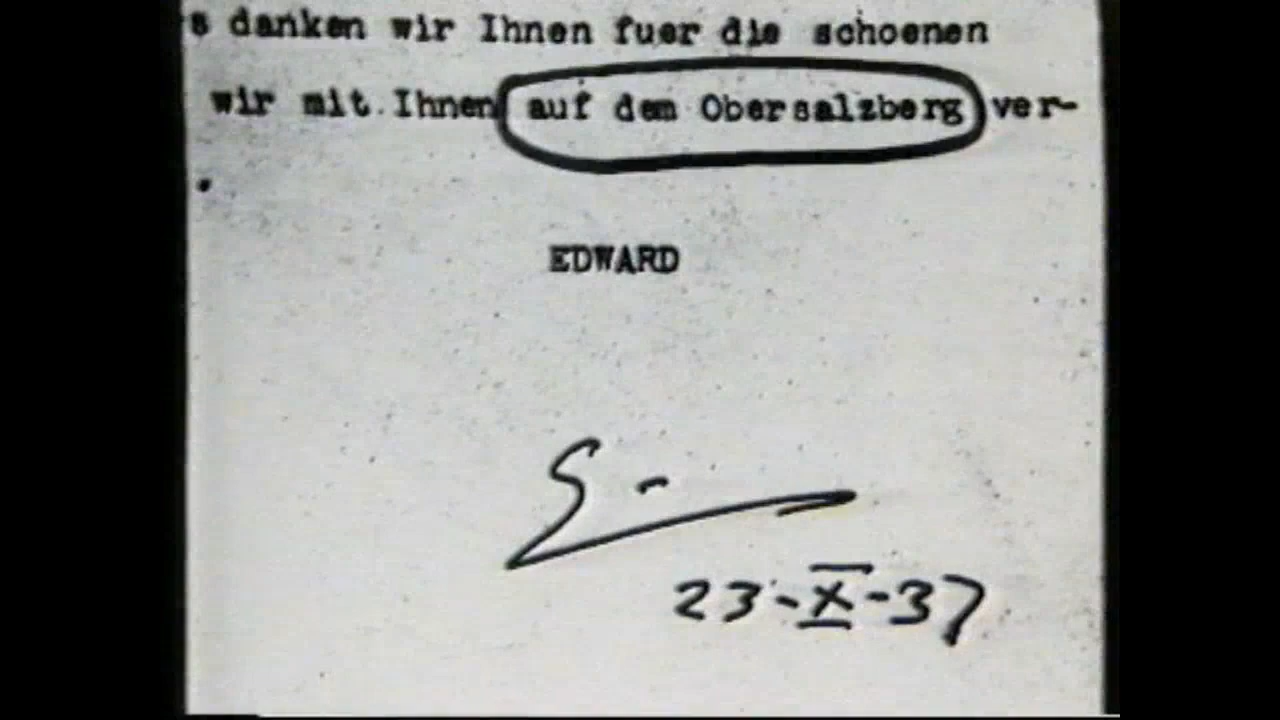 s danken wir Ihnen fuer die schoenen
wir mit Ihnen auf dem Obersalzberg ver-
.
EDWARD
23-X-37